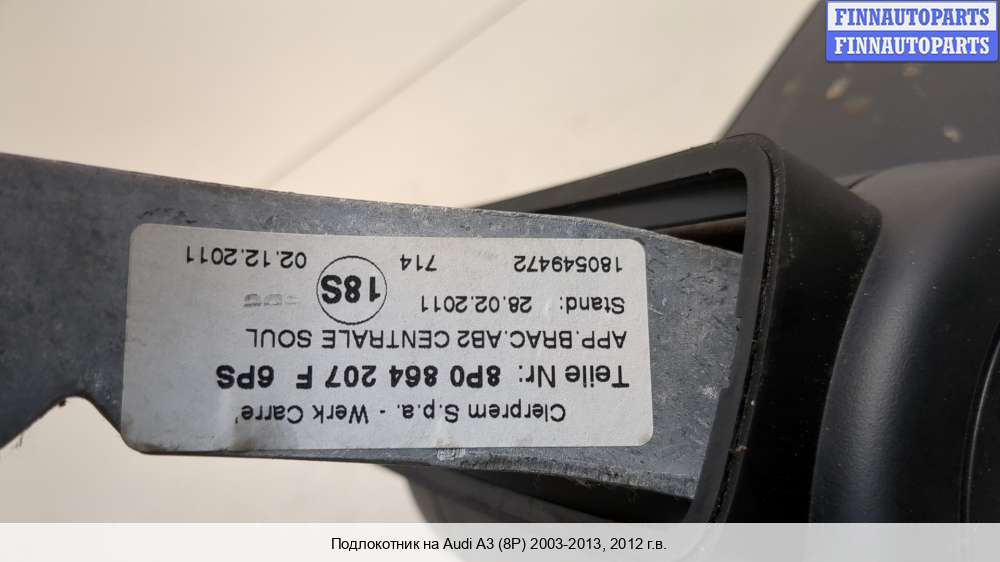 FINNAUTOPARTS
FINNAUTOPARTS
Clerprem S.p.a. - Werk Carre'
Teile Nr: 8P0 864 207 F 6PS
APP.BRAC.AB2 CENTRALE SOUL
Stand: 28.02.2011 18S
180549472 714 02.12.2011
Подлокотник на Audi A3 (8P) 2003-2013, 2012 г.в.